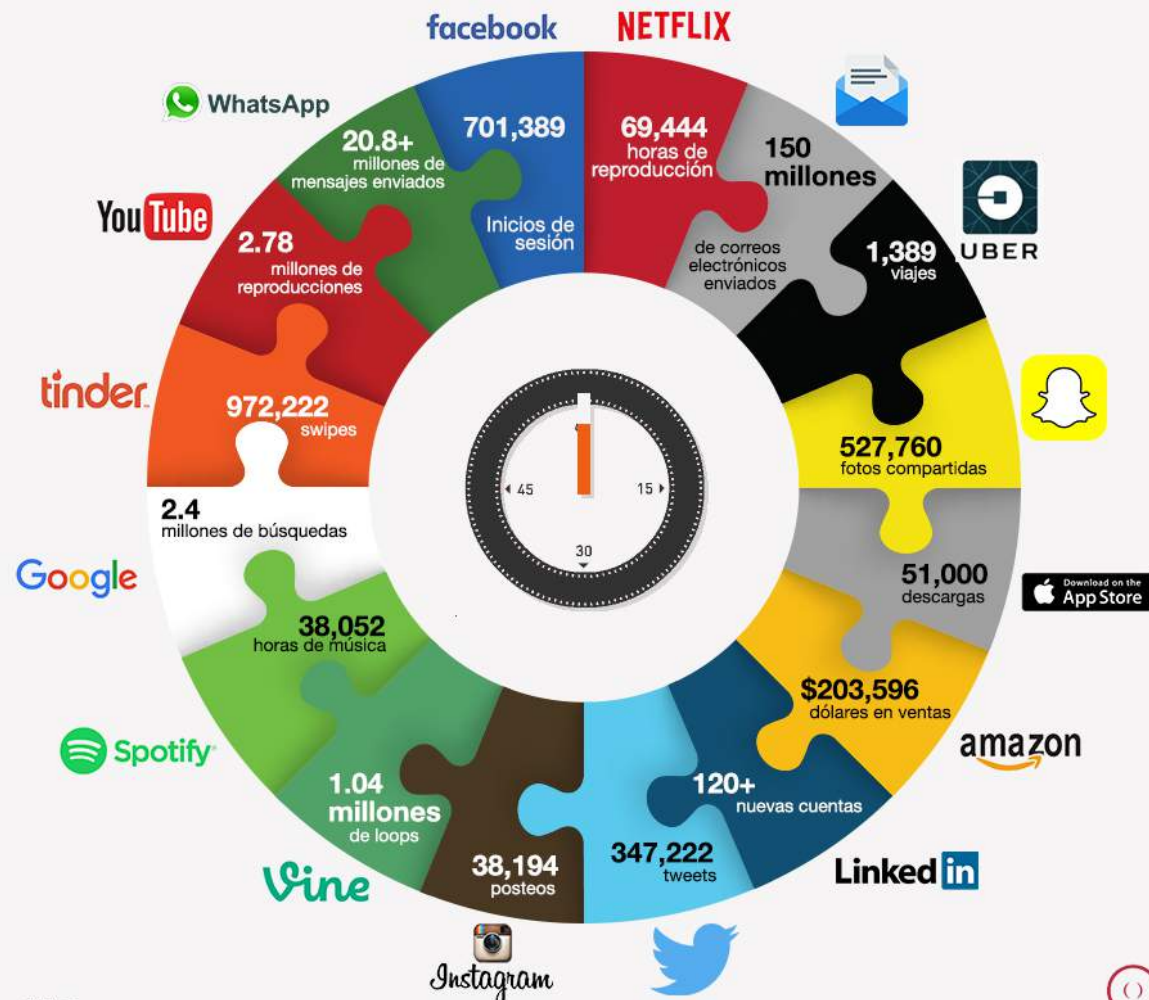 facebook
NETFLIX
WhatsApp
YouTube
tinder
Google
Spotify
Vine
Instagram
Linked in
amazon
Download on the
App Store
UBER
701,389
Inicios de
sesión
69,444
horas de
reproducción
150
millones
de correos
electrónicos
enviados
1,389
viajes
527,760
fotos compartidas
51,000
descargas
$203,596
dólares en ventas
120+
nuevas cuentas
347,222
tweets
38,194
posteos
1.04
millones
de loops
38,052
horas de música
2.4
millones de búsquedas
972,222
swipes
2.78
millones de
reproducciones
20.8+
millones de
mensajes enviados
45
15
30